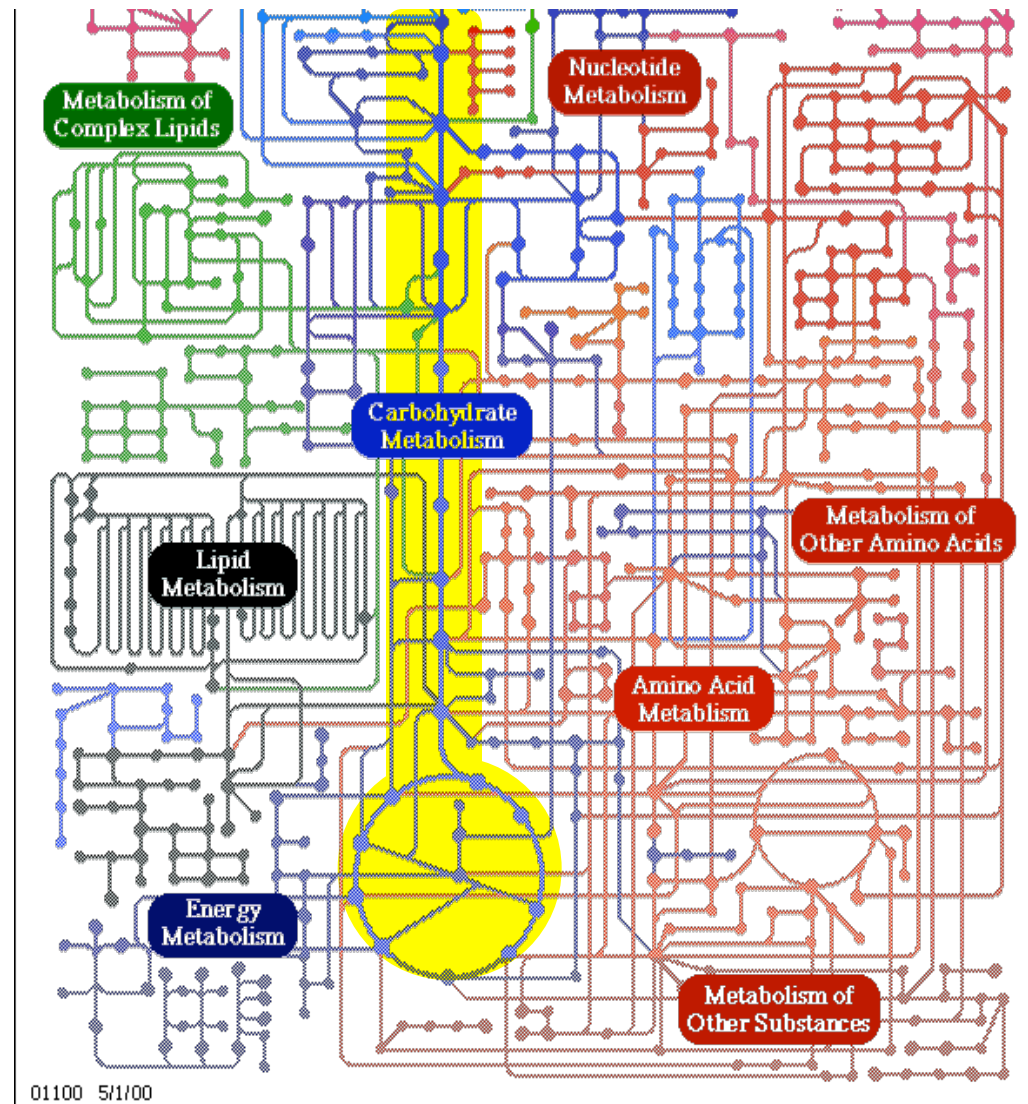 Nucleotide
Metabolism
Metabolism of
Complex Lipids
Carbohydrate
Metabolism
Metabolism of
Other Amino Acids
Lipid
Metabolism
Amino Acid
Metablism
Energy
Metabolism
Metabolism of
Other Substances
01100 5/1/00